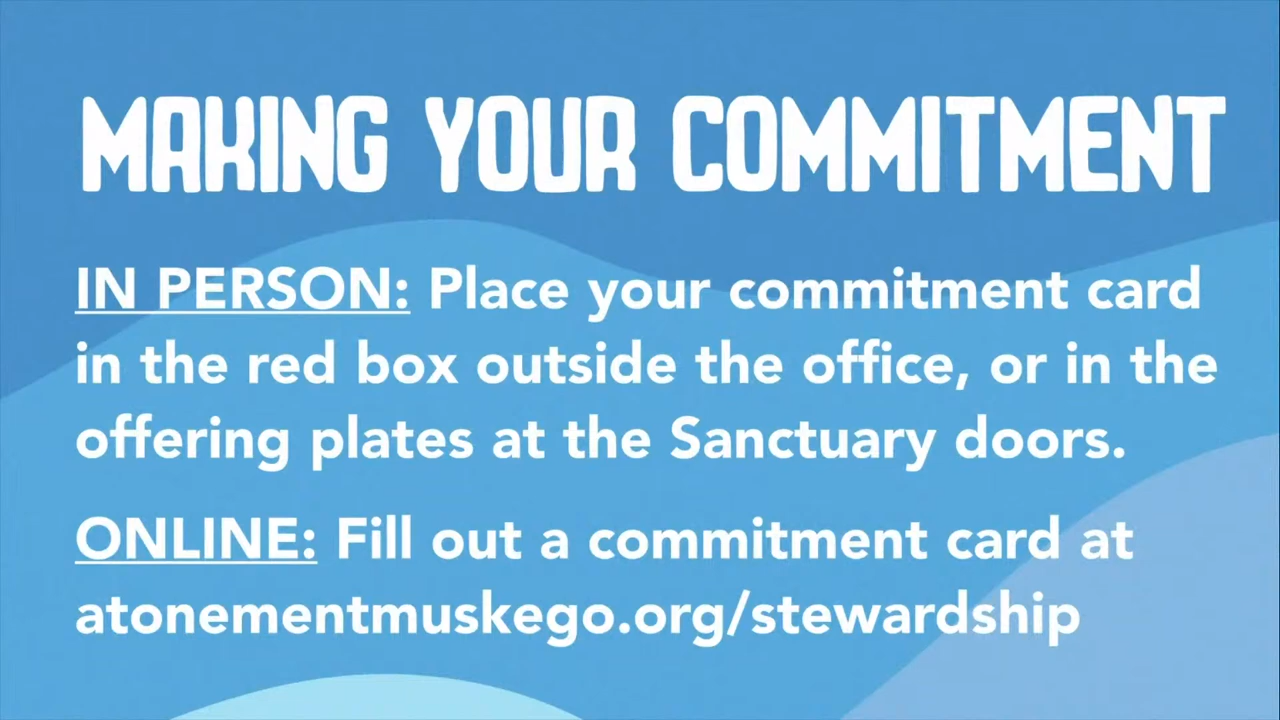 MAKING YOUR COMMITMENT
IN PERSON: Place your commitment card
in the red box outside the office, or in the
offering plates at the Sanctuary doors.
ONLINE: Fill out a commitment card at
atonementmuskego.org/stewardship